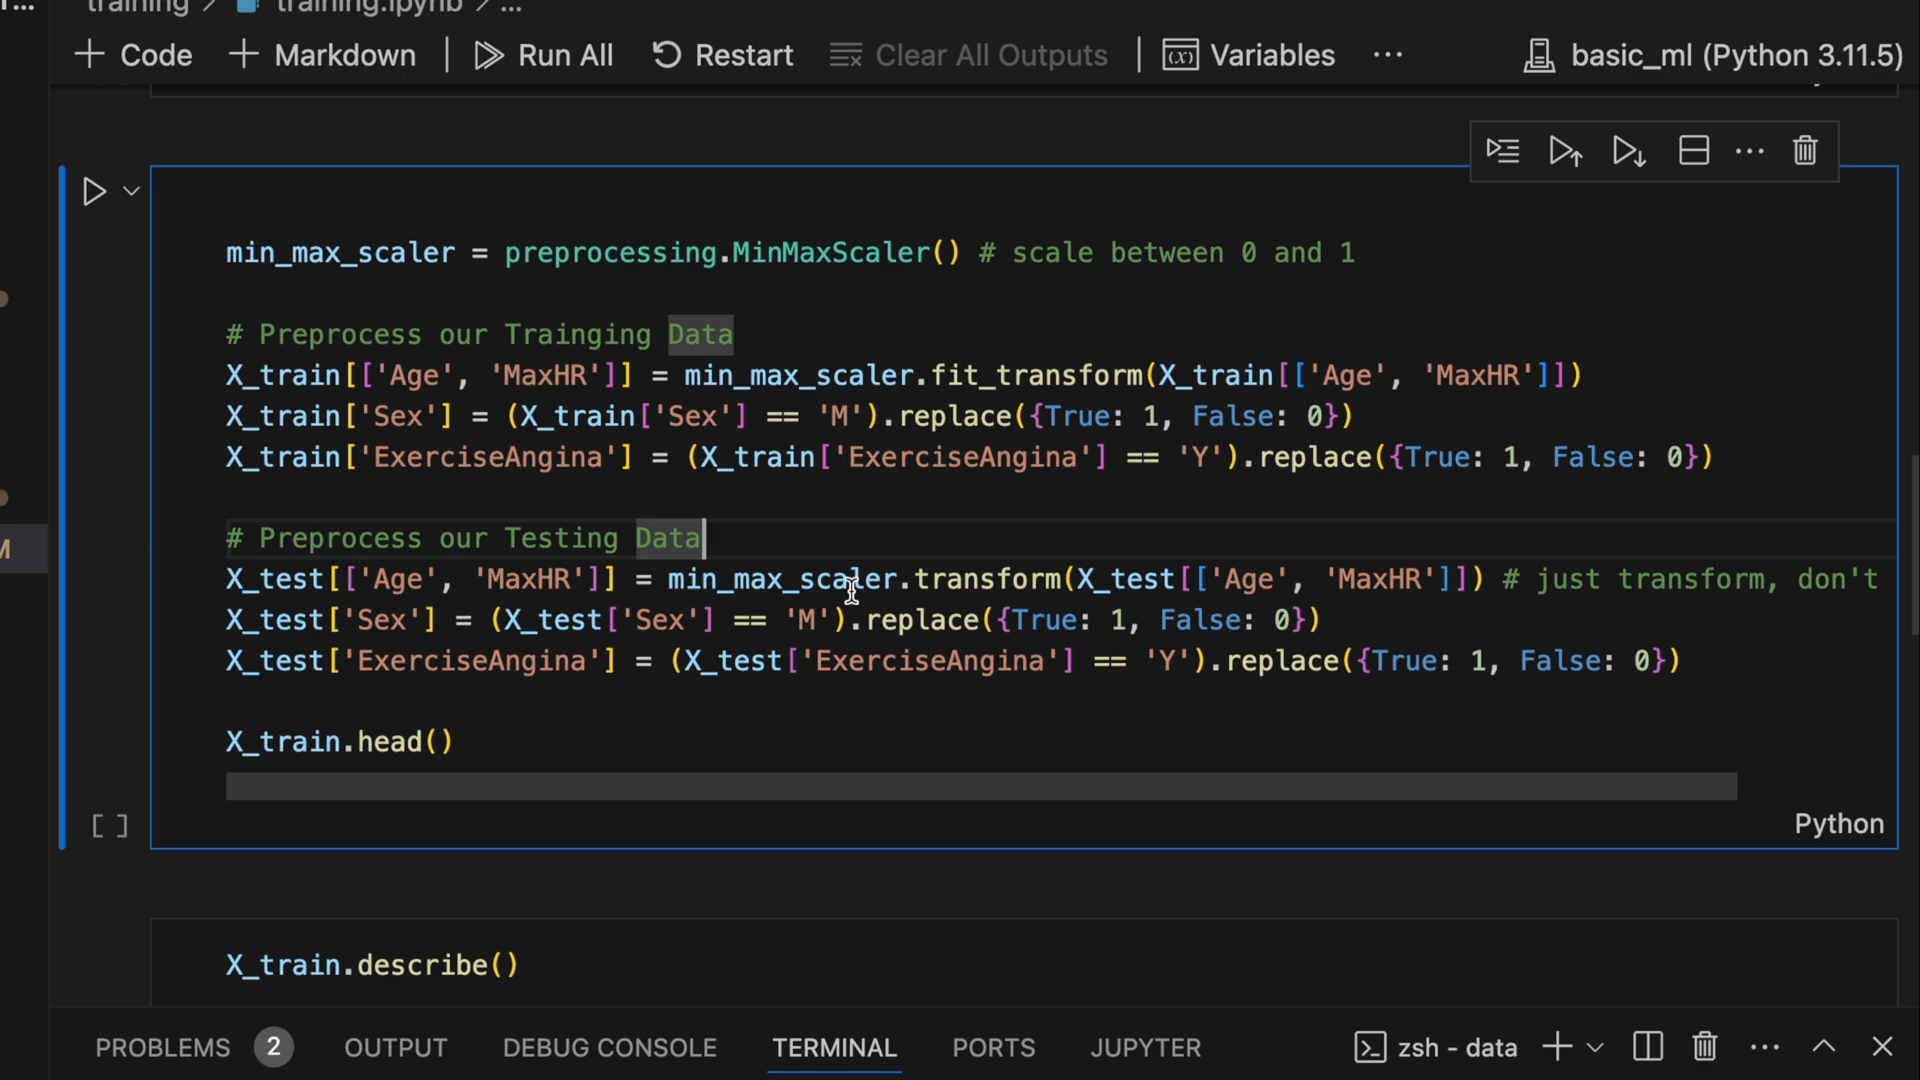 training > training.ipynb > ...
Code Markdown Run All Restart Clear All Outputs (x) Variables ... basic_ml (Python 3.11.5)
min_max_scaler = preprocessing.MinMaxScaler() # scale between 0 and 1
# Preprocess our Trainging Data
X_train[['Age', 'MaxHR']] = min_max_scaler.fit_transform(X_train[['Age', 'MaxHR']])
X_train['Sex'] = (X_train['Sex'] == 'M').replace({True: 1, False: 0})
X_train['ExerciseAngina'] = (X_train['ExerciseAngina'] == 'Y').replace({True: 1, False: 0})
# Preprocess our Testing Data
X_test[['Age', 'MaxHR']] = min_max_scaler.transform(X_test[['Age', 'MaxHR']]) # just transform, don't
X_test['Sex'] = (X_test['Sex'] == 'M').replace({True: 1, False: 0})
X_test['ExerciseAngina'] = (X_test['ExerciseAngina'] == 'Y').replace({True: 1, False: 0})
X_train.head()
[ ]
Python
X_train.describe()
PROBLEMS 2 OUTPUT DEBUG CONSOLE TERMINAL PORTS JUPYTER zsh - data